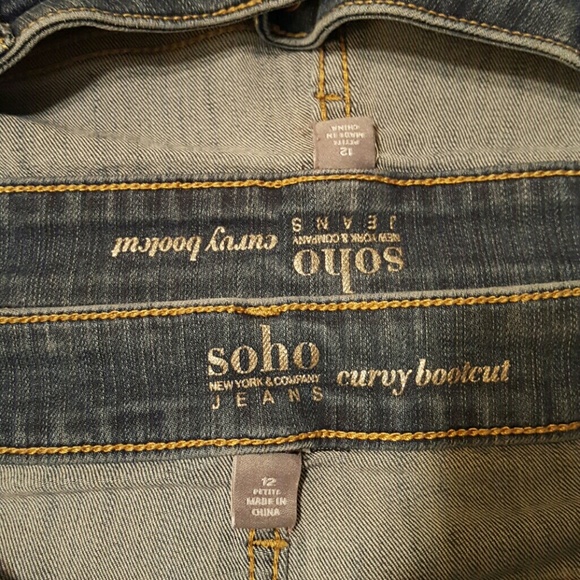 12
PETITE
MADE IN
CHINA
soho
NEW YORK & COMPANY
JEANS
curvy bootcut
soho
NEW YORK & COMPANY
JEANS
curvy bootcut
12
PETITE
MADE IN
CHINA